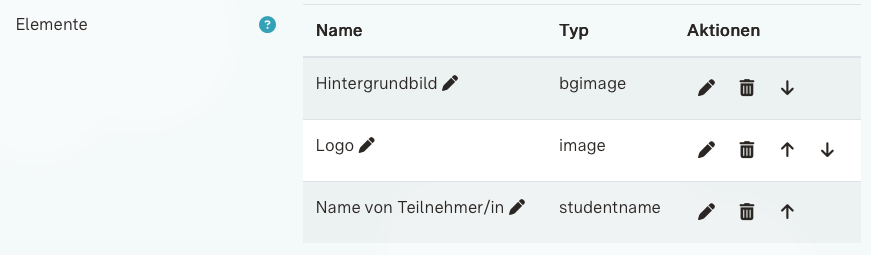 Elemente ?
Name Typ Aktionen
Hintergrundbild bgimage
Logo image
Name von Teilnehmer/in studentname